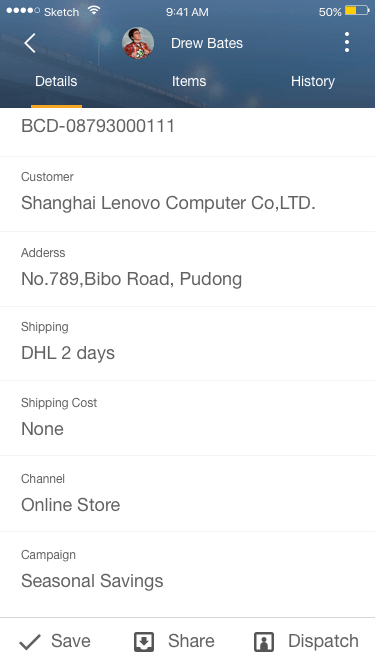 Sketch 9:41 AM 50%
Drew Bates
Details Items History
BCD-08793000111
Customer
Shanghai Lenovo Computer Co,LTD.
Adderss
No.789,Bibo Road, Pudong
Shipping
DHL 2 days
Shipping Cost
None
Channel
Online Store
Campaign
Seasonal Savings
Save Share Dispatch